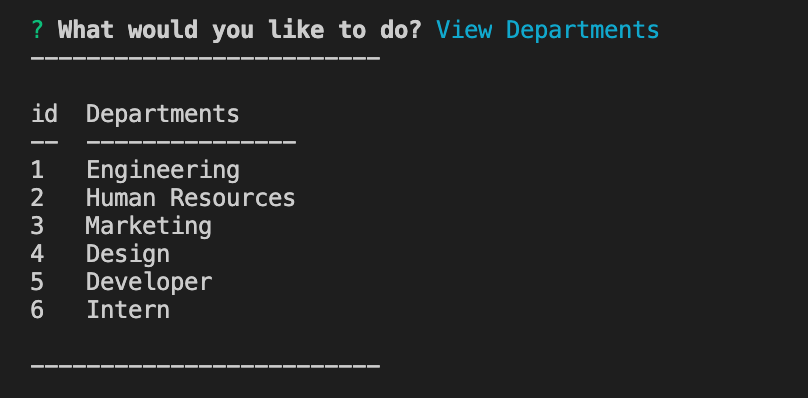 ? What would you like to do? View Departments
-------------------------
id  Departments
--  ---------------
1   Engineering
2   Human Resources
3   Marketing
4   Design
5   Developer
6   Intern
-------------------------